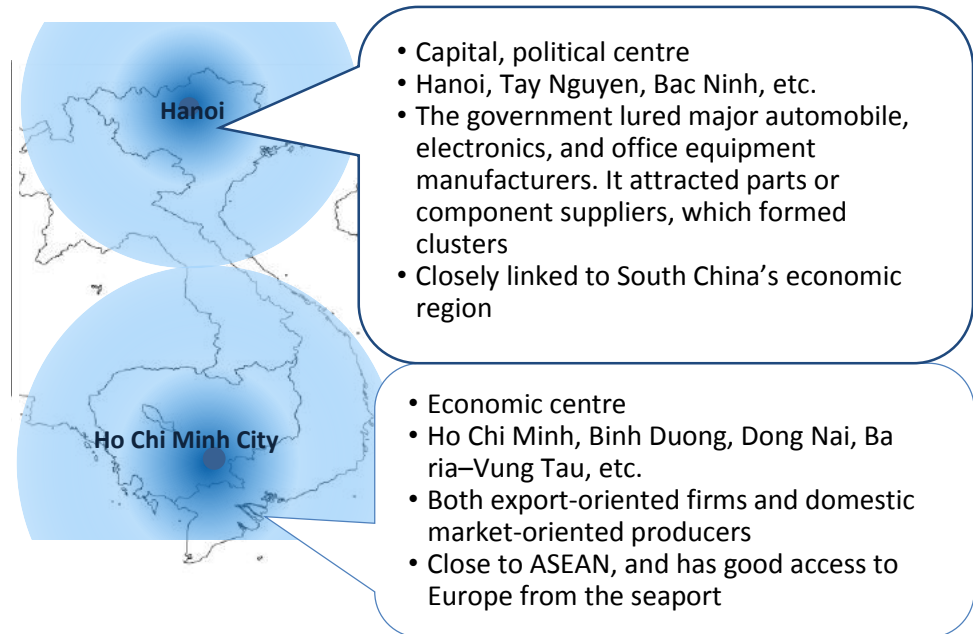 Hanoi
• Capital, political centre
• Hanoi, Tay Nguyen, Bac Ninh, etc.
• The government lured major automobile,
electronics, and office equipment
manufacturers. It attracted parts or
component suppliers, which formed
clusters
• Closely linked to South China’s economic
region
Ho Chi Minh City
• Economic centre
• Ho Chi Minh, Binh Duong, Dong Nai, Ba
ria–Vung Tau, etc.
• Both export-oriented firms and domestic
market-oriented producers
• Close to ASEAN, and has good access to
Europe from the seaport